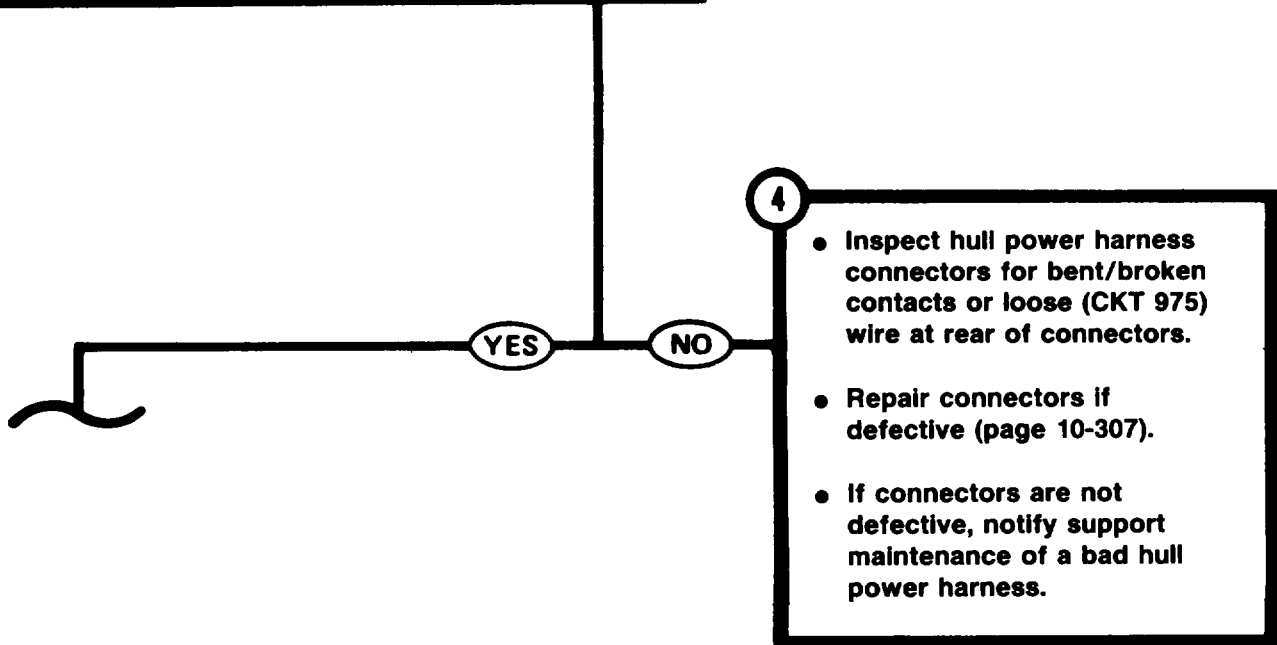 4
• Inspect hull power harness
connectors for bent/broken
contacts or loose (CKT 975)
wire at rear of connectors.
YES
NO
• Repair connectors if
defective (page 10-307).
• If connectors are not
defective, notify support
maintenance of a bad hull
power harness.